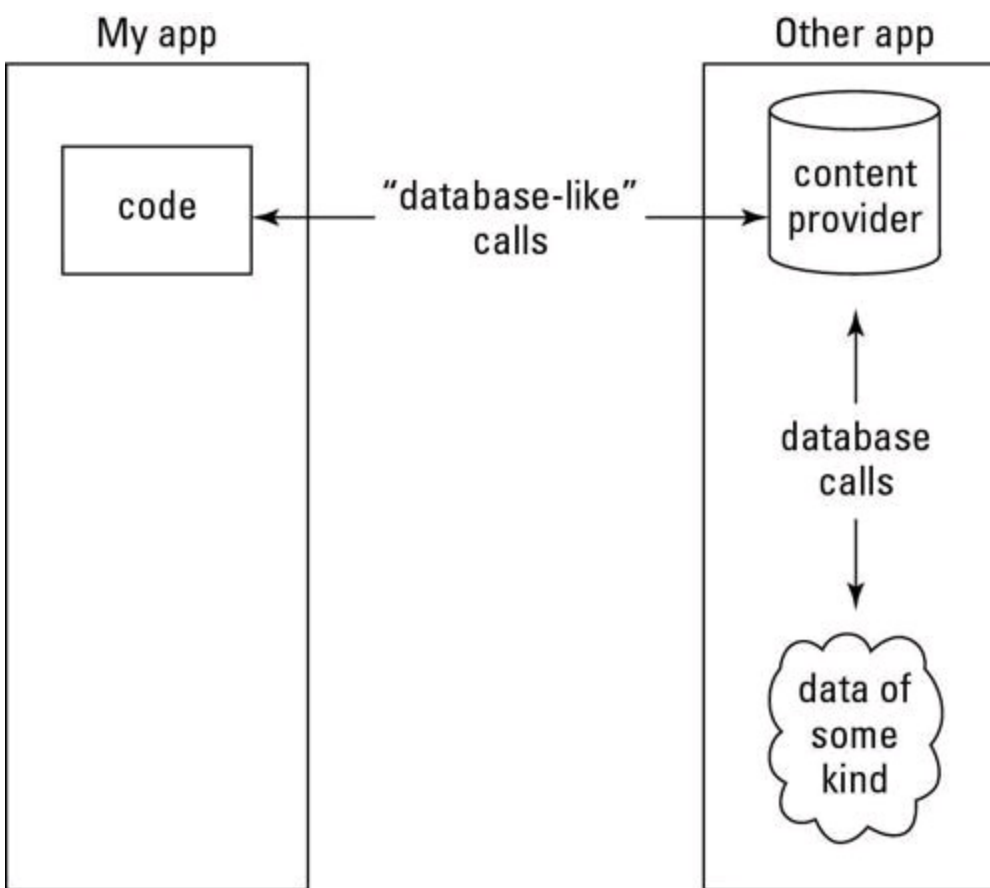 My app
Other app
code
“database-like”
calls
content
provider
database
calls
data of
some
kind